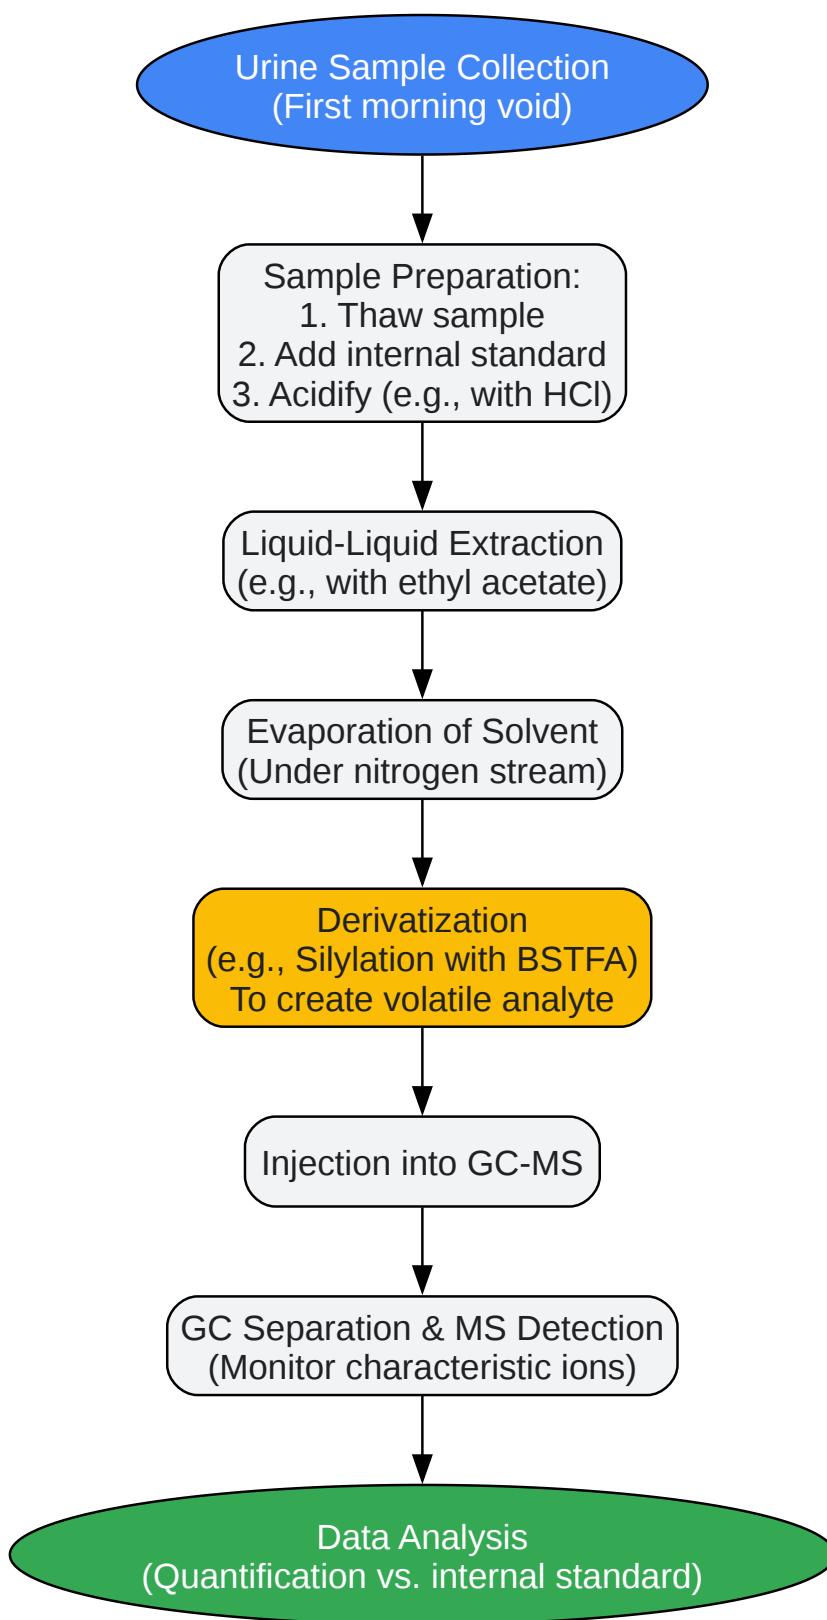 Urine Sample Collection
(First morning void)
Sample Preparation:
1. Thaw sample
2. Add internal standard
3. Acidify (e.g., with HCl)
Liquid-Liquid Extraction
(e.g., with ethyl acetate)
Evaporation of Solvent
(Under nitrogen stream)
Derivatization
(e.g., Silylation with BSTFA)
To create volatile analyte
Injection into GC-MS
GC Separation & MS Detection
(Monitor characteristic ions)
Data Analysis
(Quantification vs. internal standard)